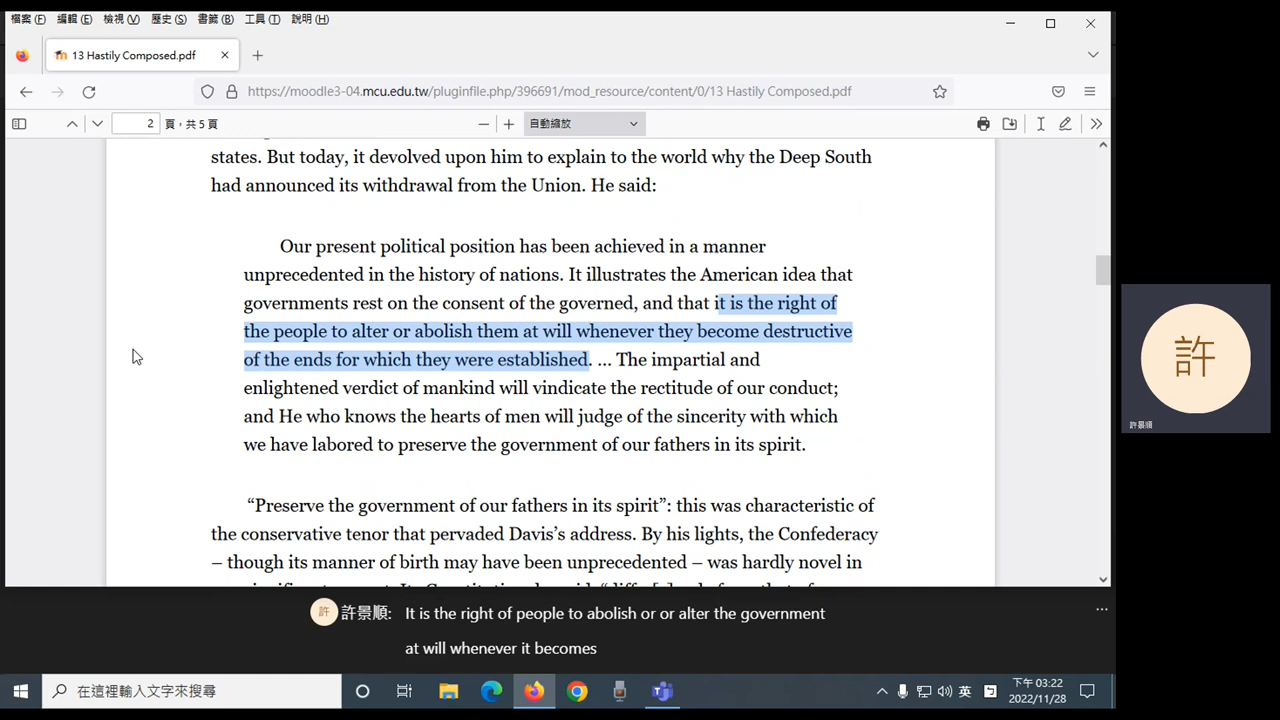 檔案(F) 編輯(E) 檢視(V) 歷史(S) 書籤(B) 工具(T) 說明(H)
13 Hastily Composed.pdf
https://moodle3-04.mcu.edu.tw/pluginfile.php/396691/mod_resource/content/0/13 Hastily Composed.pdf
2 頁，共 5 頁 自動縮放
states. But today, it devolved upon him to explain to the world why the Deep South
had announced its withdrawal from the Union. He said:
Our present political position has been achieved in a manner
unprecedented in the history of nations. It illustrates the American idea that
governments rest on the consent of the governed, and that it is the right of
the people to alter or abolish them at will whenever they become destructive
of the ends for which they were established. ... The impartial and
enlightened verdict of mankind will vindicate the rectitude of our conduct;
and He who knows the hearts of men will judge of the sincerity with which
we have labored to preserve the government of our fathers in its spirit.
“Preserve the government of our fathers in its spirit”: this was characteristic of
the conservative tenor that pervaded Davis’s address. By his lights, the Confederacy
– though its manner of birth may have been unprecedented – was hardly novel in
許
許景順
許 許景順: It is the right of people to abolish or or alter the government
at will whenever it becomes
在這裡輸入文字來搜尋
英
下午 03:22
2022/11/28